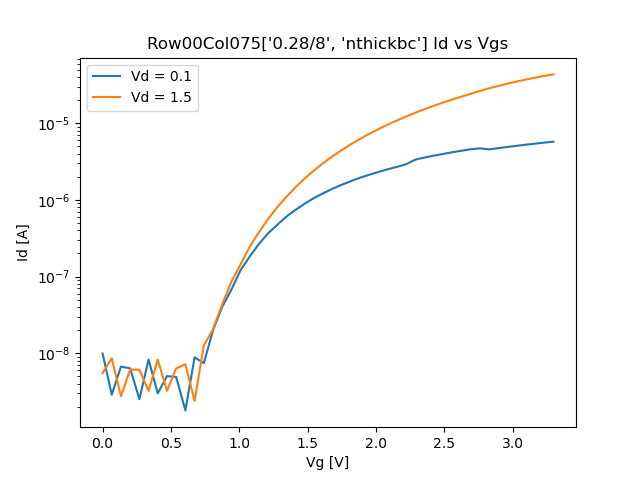 Row00Col075['0.28/8', 'nthickbc'] Id vs Vgs
Vd = 0.1
Vd = 1.5
Id [A]
10⁻⁵
10⁻⁶
10⁻⁷
10⁻⁸
0.0 0.5 1.0 1.5 2.0 2.5 3.0
Vg [V]